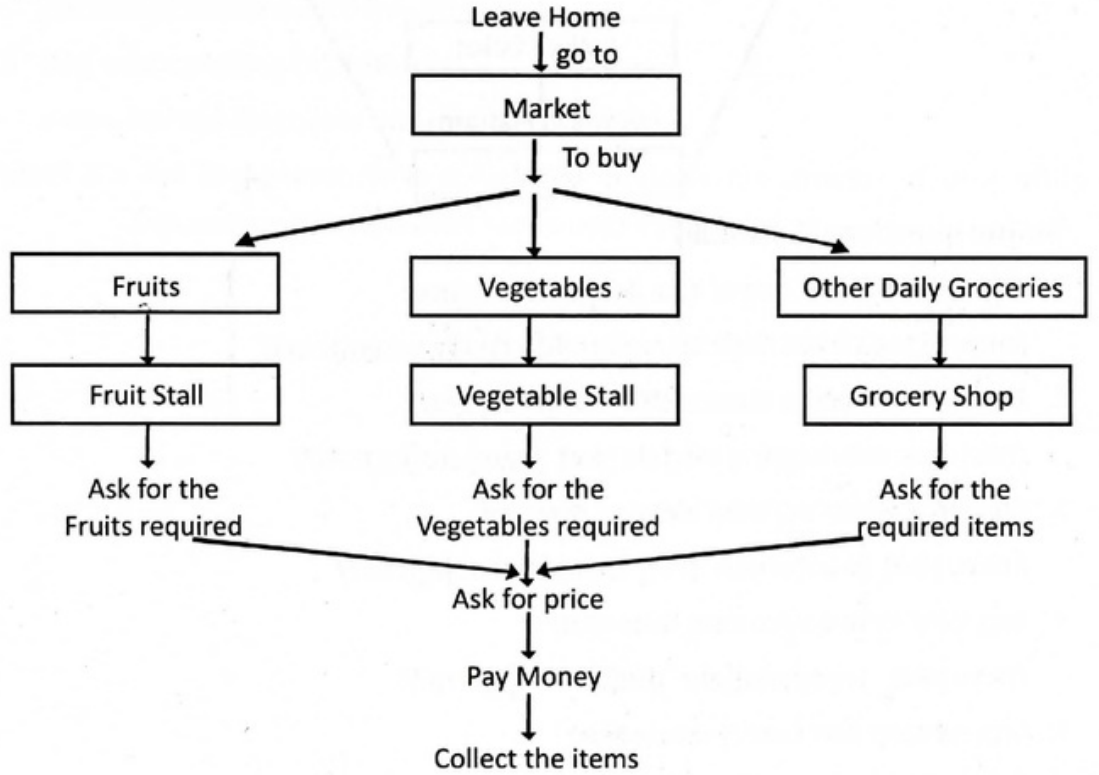 Leave Home
go to
Market
To buy
Fruits
Vegetables
Other Daily Groceries
Fruit Stall
Vegetable Stall
Grocery Shop
Ask for the
Fruits required
Ask for the
Vegetables required
Ask for the
required items
Ask for price
Pay Money
Collect the items